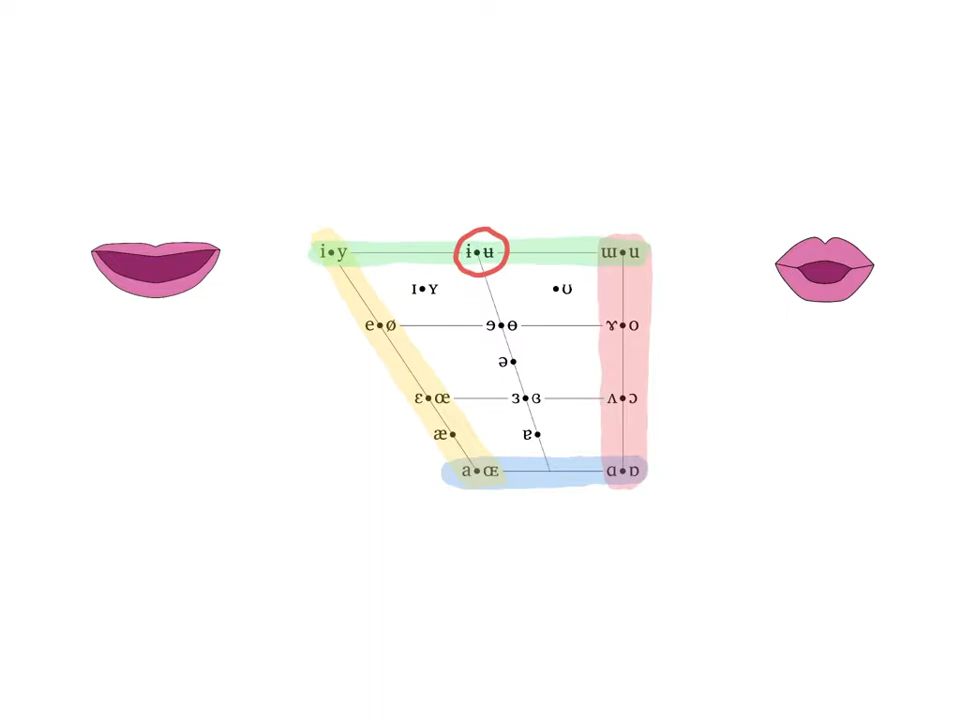 i•y ɨ•ʉ ɯ•u
ɪ•ʏ •ʊ
e•ø ɘ•ɵ ɤ•o
ə•
ɛ•œ ɜ•ɞ ʌ•ɔ
æ• ɐ•
a•ɶ ɑ•ɒ